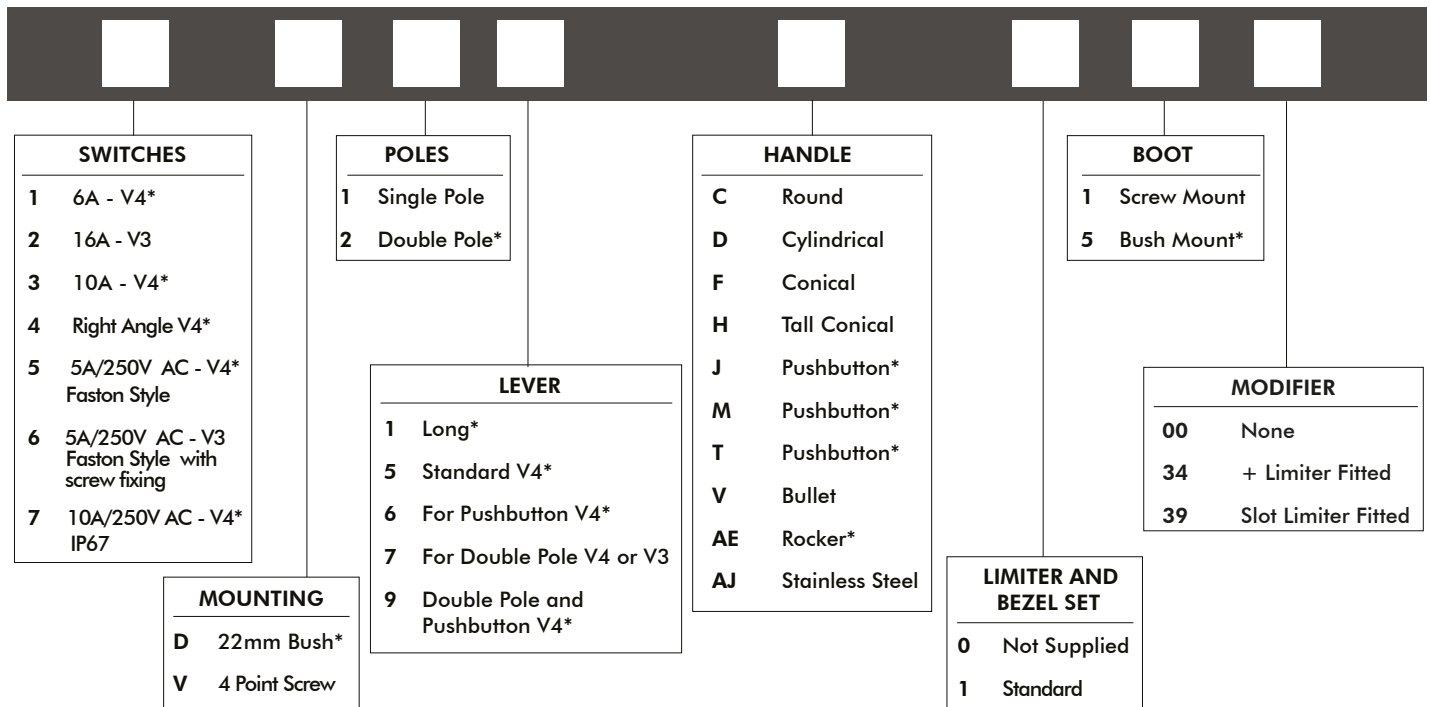 SWITCHES
1 6A - V4*
2 16A - V3
3 10A - V4*
4 Right Angle V4*
5 5A/250V AC - V4*
Faston Style
6 5A/250V AC - V3
Faston Style with
screw fixing
7 10A/250V AC - V4*
IP67
MOUNTING
D 22mm Bush*
V 4 Point Screw
POLES
1 Single Pole
2 Double Pole*
LEVER
1 Long*
5 Standard V4*
6 For Pushbutton V4*
7 For Double Pole V4 or V3
9 Double Pole and
Pushbutton V4*
HANDLE
C Round
D Cylindrical
F Conical
H Tall Conical
J Pushbutton*
M Pushbutton*
T Pushbutton*
V Bullet
AE Rocker*
AJ Stainless Steel
LIMITER AND
BEZEL SET
0 Not Supplied
1 Standard
BOOT
1 Screw Mount
5 Bush Mount*
MODIFIER
00 None
34 + Limiter Fitted
39 Slot Limiter Fitted